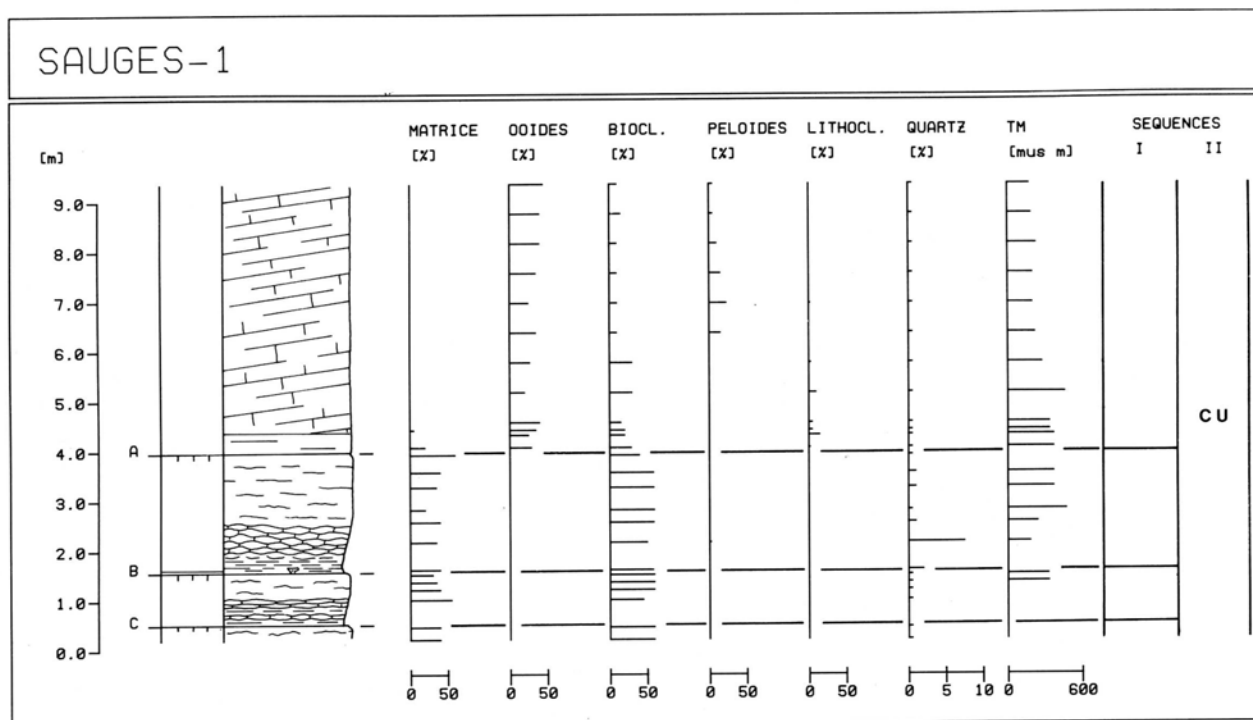 SAUGES-1
MATRICE OOIDES BIOCL. PELOIDES LITHOCL. QUARTZ TM SEQUENCES
[m] [%] [%] [%] [%] [%] [%] [mus m] I II
9.0
8.0
7.0
6.0
5.0
CU
A
4.0
3.0
2.0
B
1.0
C
0.0
0 50 0 50 0 50 0 50 0 50 0 5 10 0 600